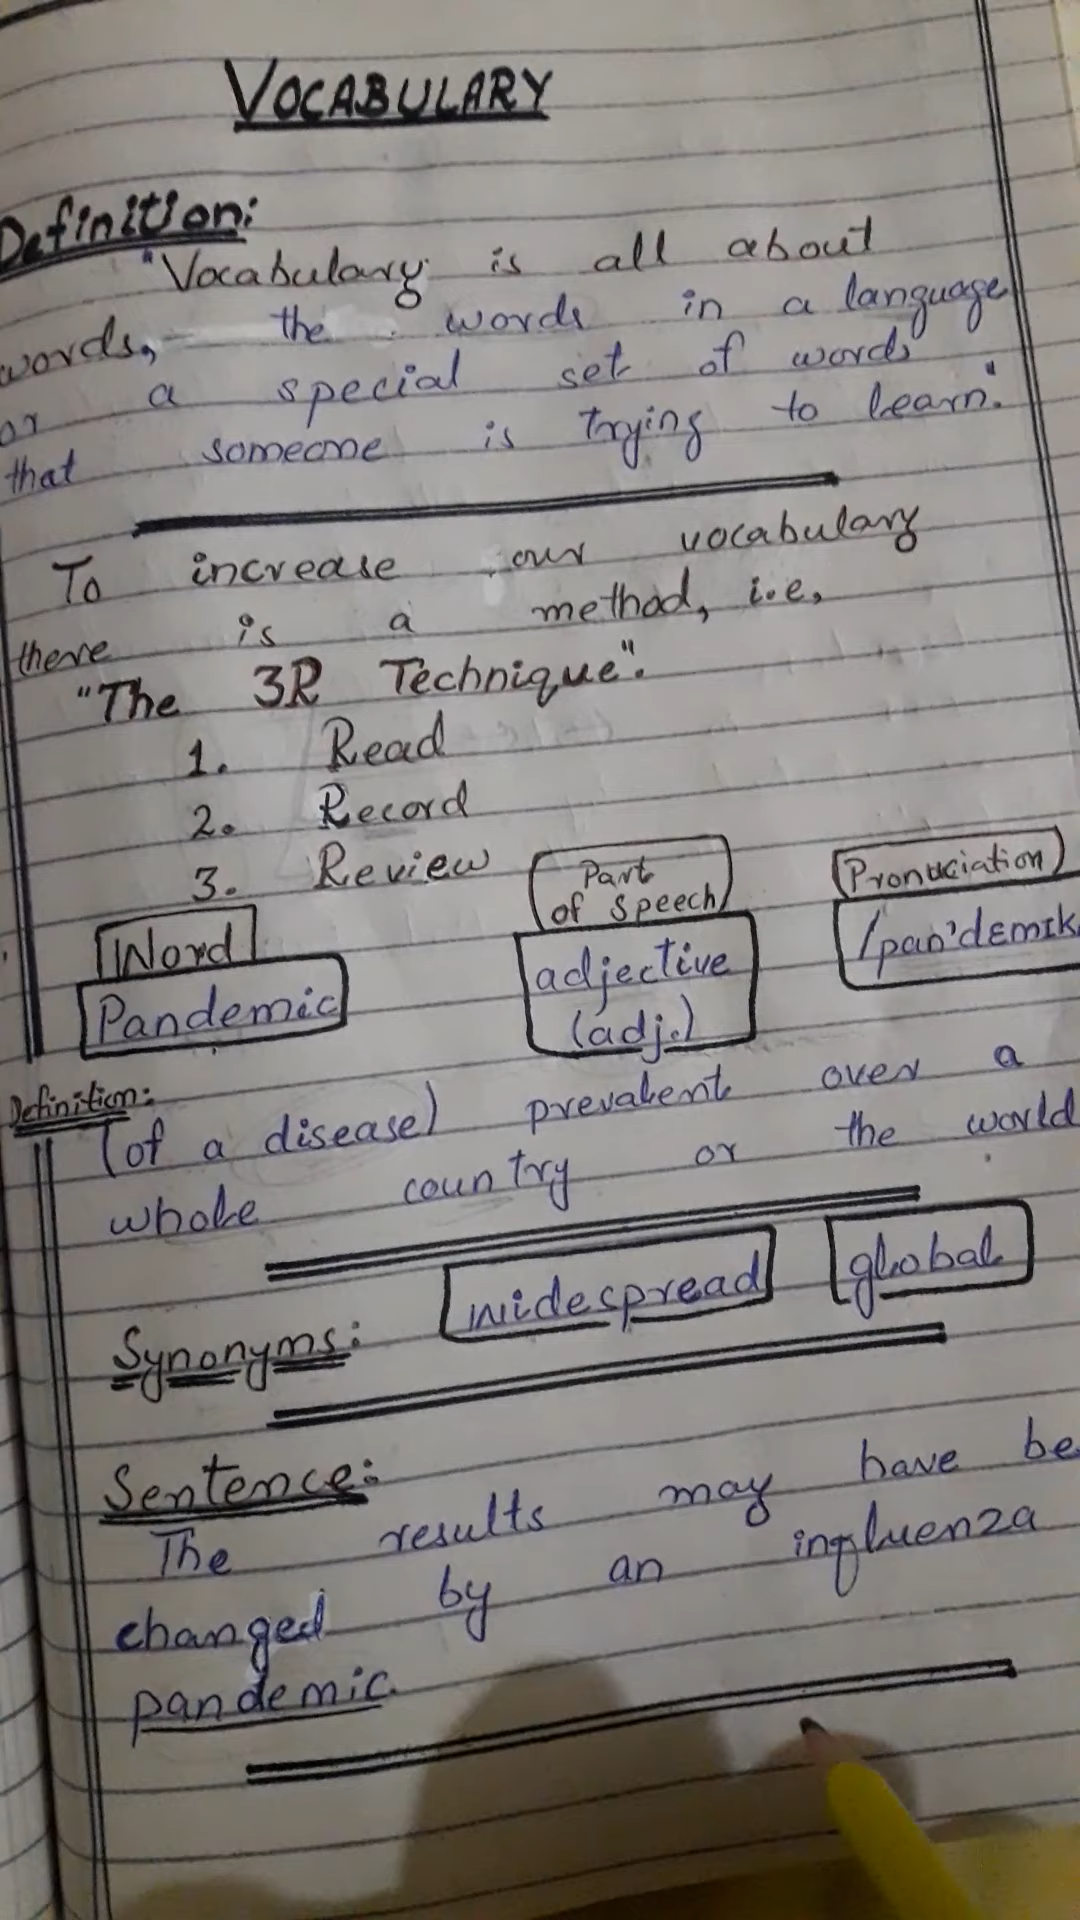 VOCABULARY
Definition:
"Vocabulary is all about
words, the words in a language
or a special set of words
that someone is trying to learn."
To increase our vocabulary
there is a method, i.e,
"The 3R Technique".
1. Read
2. Record
3. Review
Part
of speech
Pronuciation
Word
adjective
(adj.)
/pan'dɛmɪk
Pandemic
Definition:
(of a disease) prevalent over a
whole country or the world
Synonyms: widespread global
Sentence:
The results may have be
changed by an influenza
pandemic.